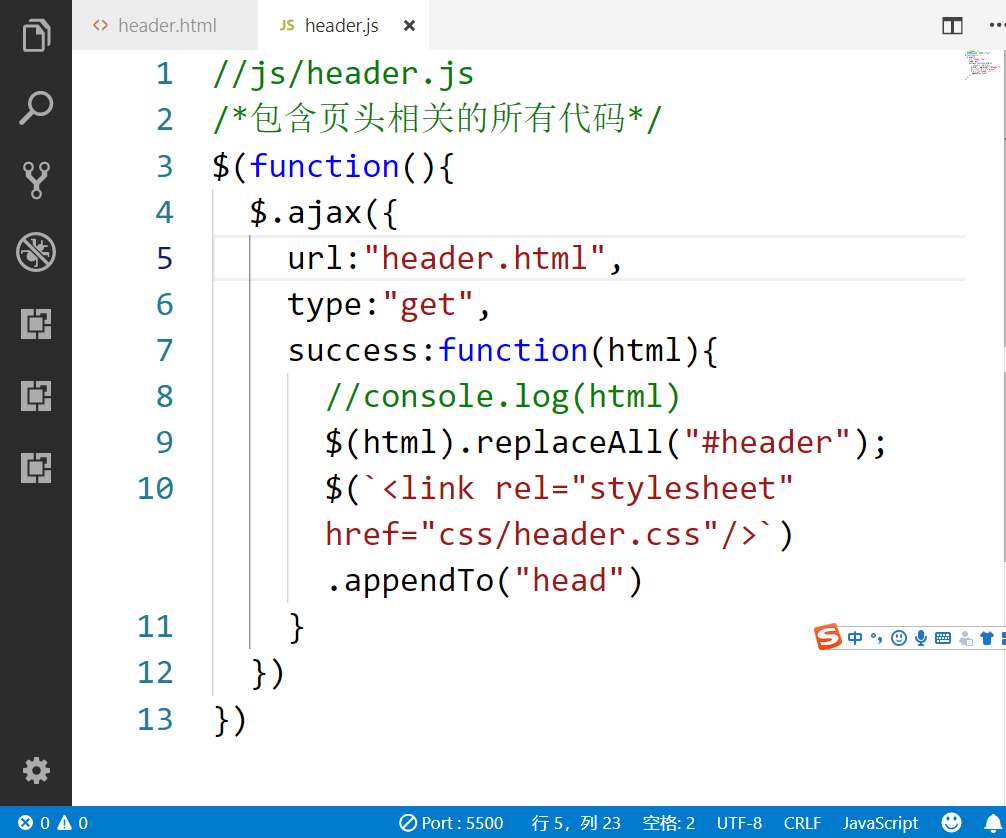 <> header.html JS header.js ×
1 //js/header.js
2 /*包含页头相关的所有代码*/
3 $(function(){
4 $.ajax({
5 url:"header.html",
6 type:"get",
7 success:function(html){
8 //console.log(html)
9 $(html).replaceAll("#header");
10 $(`<link rel="stylesheet"
href="css/header.css"/>`)
.appendTo("head")
11 }
中
12 })
13 })
0 0 Port : 5500 行 5，列 23 空格: 2 UTF-8 CRLF JavaScript